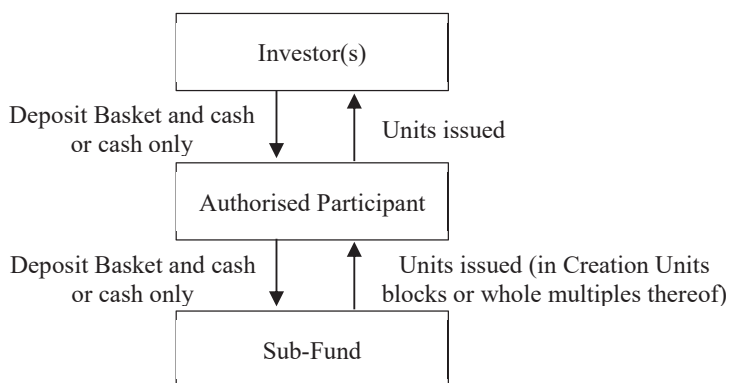 Investor(s)
Deposit Basket and cash
or cash only
Units issued
Authorised Participant
Deposit Basket and cash
or cash only
Units issued (in Creation Units
blocks or whole multiples thereof)
Sub-Fund